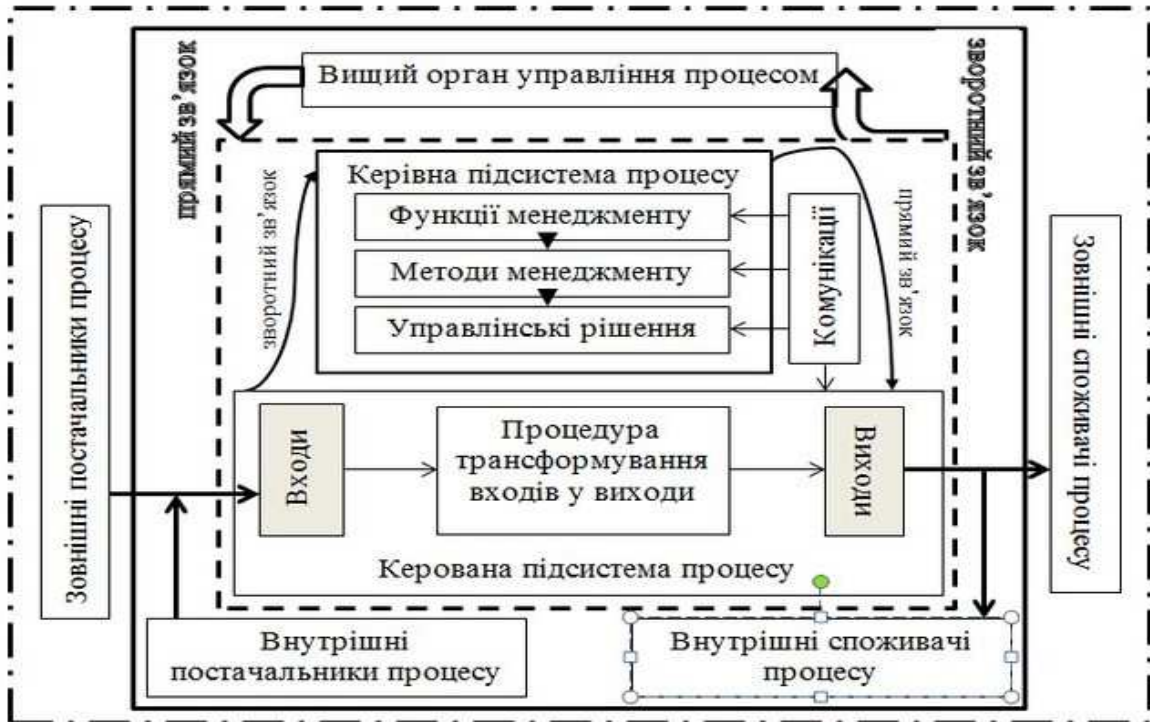 прямий зв’язок
Вищий орган управління процесом
зворотний зв’язок
зворотний зв’язок
Керівна підсистема процесу
Функції менеджменту
Методи менеджменту
Управлінські рішення
Комунікації
прямий зв’язок
Зовнішні постачальники процесу
Входи
Процедура
трансформування
входів у виходи
Виходи
Зовнішні споживачі процесу
Керована підсистема процесу
Внутрішні
постачальники процесу
Внутрішні споживачі
процесу